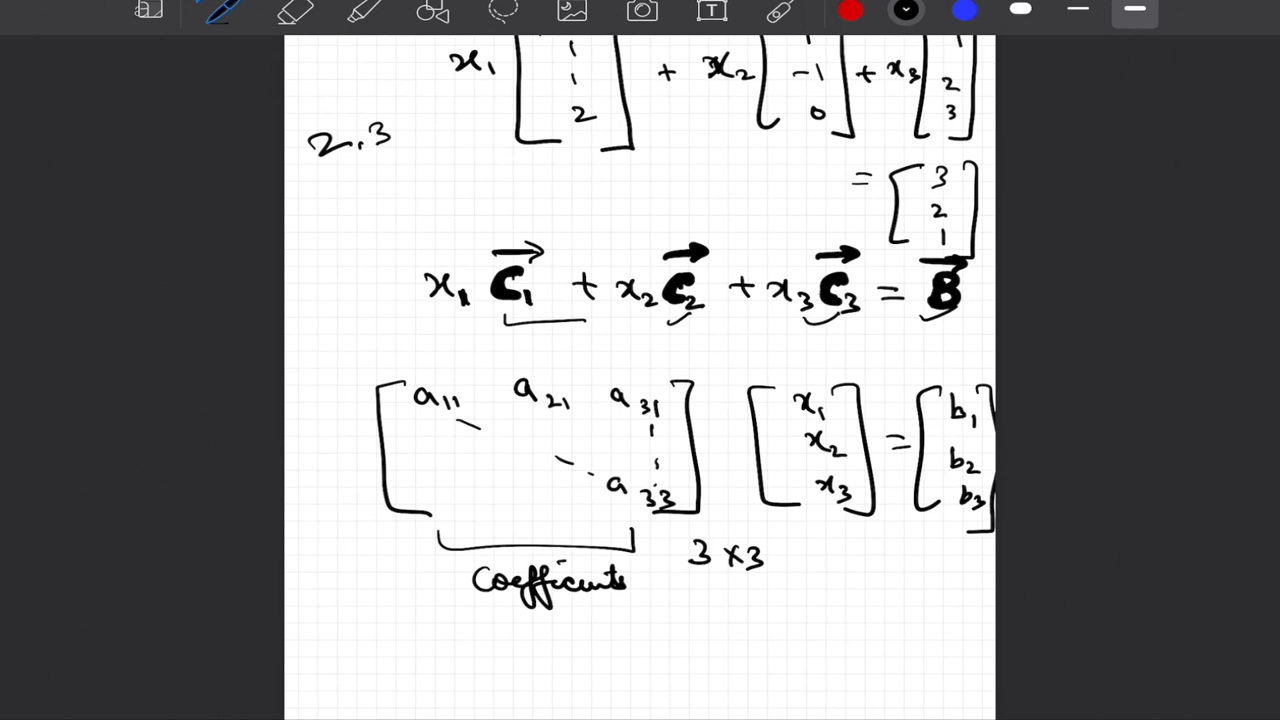 x₁ [1 1 2] + x₂ [1 -1 0] + x₃ [1 2 3]
2.3
= [3 2 1]
x₁ C₁ + x₂ C₂ + x₃ C₃ = B
[a₁₁ a₂₁ a₃₁ a₃₃] [x₁ x₂ x₃] = [b₁ b₂ b₃]
3×3
Coefficients